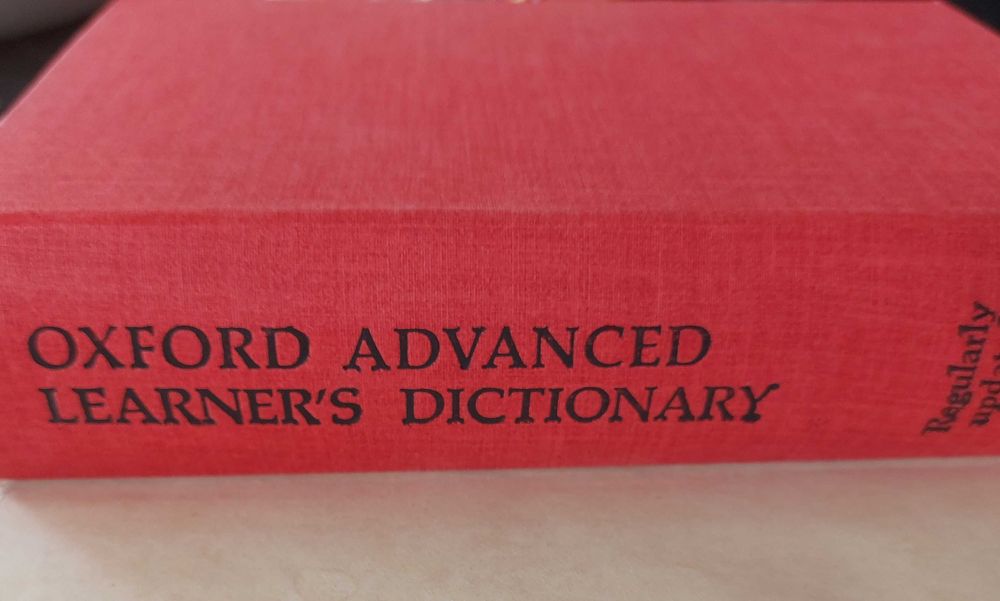 OXFORD ADVANCED
LEARNER'S DICTIONARY
Regularly